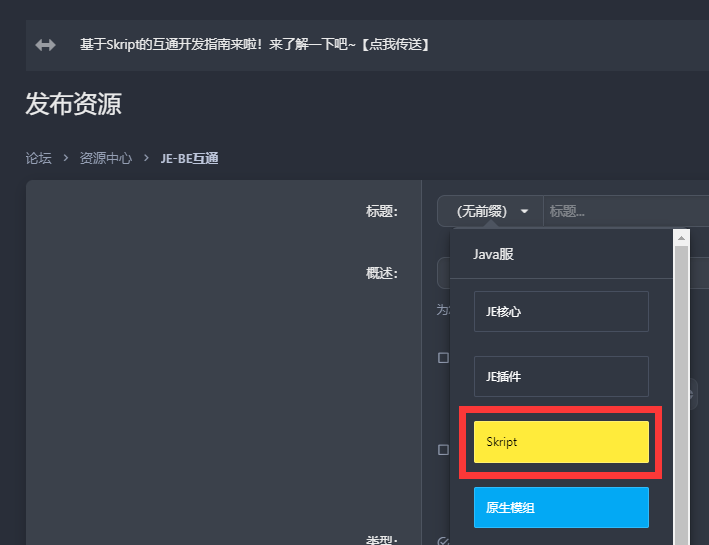 基于Skript的互通开发指南来啦！来了解一下吧~【点我传送】
发布资源
论坛 > 资源中心 > JE-BE互通
标题：
(无前缀)
标题...
Java服
概述：
JE核心
JE插件
Skript
原生模组
类型：